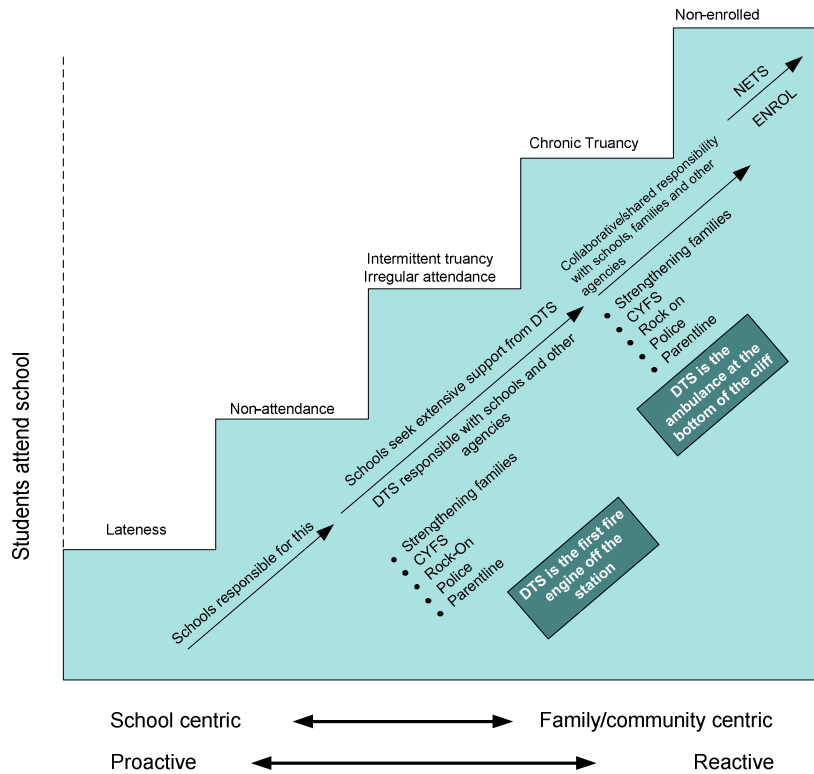 Non-enrolled
NETS
ENROL
Chronic Truancy
Collaborative/shared responsibility
with schools, families and other
agencies
Intermittent truancy
Irregular attendance
Strengthening families
CYFS
Rock on
Police
Parentline
DTS is the
ambulance at the
bottom of the cliff
Non-attendance
Schools seek extensive support from DTS
DTS responsible with schools and other
agencies
Strengthening families
CYFS
Rock-On
Police
Parentline
DTS is the first fire
engine off the
station
Students attend school
Lateness
Schools responsible for this
School centric
Family/community centric
Proactive
Reactive